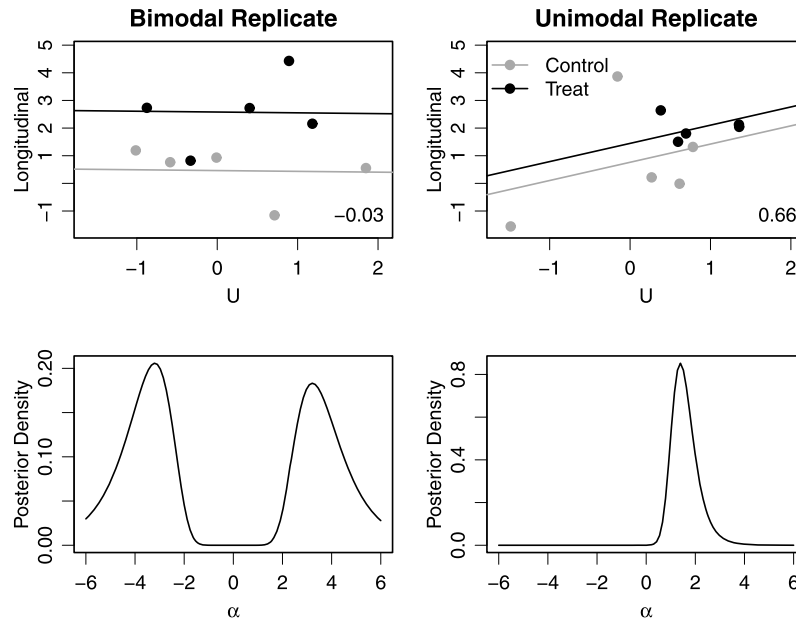 Bimodal Replicate
Longitudinal
5
4
3
2
1
-1
−0.03
−1 0 1 2
U
Unimodal Replicate
Longitudinal
5
4
3
2
1
-1
Control
Treat
0.66
−1 0 1 2
U
Posterior Density
0.20
0.10
0.00
−6 −4 −2 0 2 4 6
α
Posterior Density
0.8
0.4
0.0
−6 −4 −2 0 2 4 6
α